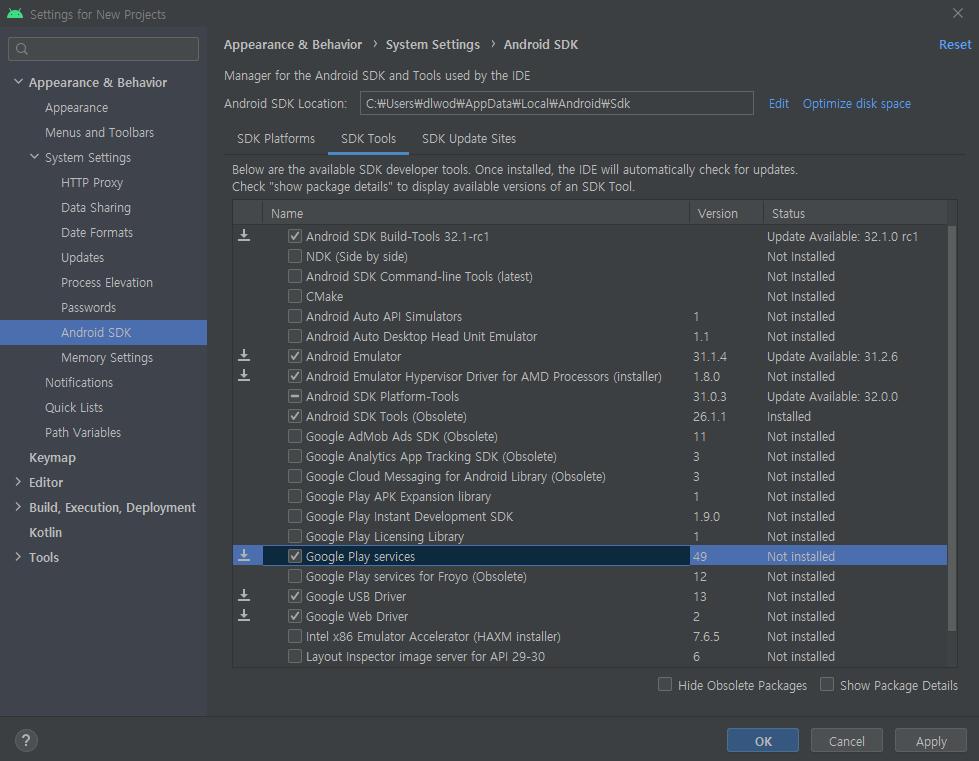 Settings for New Projects
Appearance & Behavior
Appearance
Menus and Toolbars
System Settings
HTTP Proxy
Data Sharing
Date Formats
Updates
Process Elevation
Passwords
Android SDK
Memory Settings
Notifications
Quick Lists
Path Variables
Keymap
Editor
Build, Execution, Deployment
Kotlin
Tools
Appearance & Behavior › System Settings › Android SDK
Reset
Manager for the Android SDK and Tools used by the IDE
Android SDK Location: C:₩Users₩dlwod₩AppData₩Local₩Android₩Sdk Edit Optimize disk space
SDK Platforms SDK Tools SDK Update Sites
Below are the available SDK developer tools. Once installed, the IDE will automatically check for updates.
Check "show package details" to display available versions of an SDK Tool.
Name Version Status
Android SDK Build-Tools 32.1-rc1 Update Available: 32.1.0 rc1
NDK (Side by side) Not Installed
Android SDK Command-line Tools (latest) Not Installed
CMake Not Installed
Android Auto API Simulators 1 Not installed
Android Auto Desktop Head Unit Emulator 1.1 Not installed
Android Emulator 31.1.4 Update Available: 31.2.6
Android Emulator Hypervisor Driver for AMD Processors (installer) 1.8.0 Not installed
Android SDK Platform-Tools 31.0.3 Update Available: 32.0.0
Android SDK Tools (Obsolete) 26.1.1 Installed
Google AdMob Ads SDK (Obsolete) 11 Not installed
Google Analytics App Tracking SDK (Obsolete) 3 Not installed
Google Cloud Messaging for Android Library (Obsolete) 3 Not installed
Google Play APK Expansion library 1 Not installed
Google Play Instant Development SDK 1.9.0 Not installed
Google Play Licensing Library 1 Not installed
Google Play services 49 Not installed
Google Play services for Froyo (Obsolete) 12 Not installed
Google USB Driver 13 Not installed
Google Web Driver 2 Not installed
Intel x86 Emulator Accelerator (HAXM installer) 7.6.5 Not installed
Layout Inspector image server for API 29-30 6 Not installed
Hide Obsolete Packages Show Package Details
? OK Cancel Apply